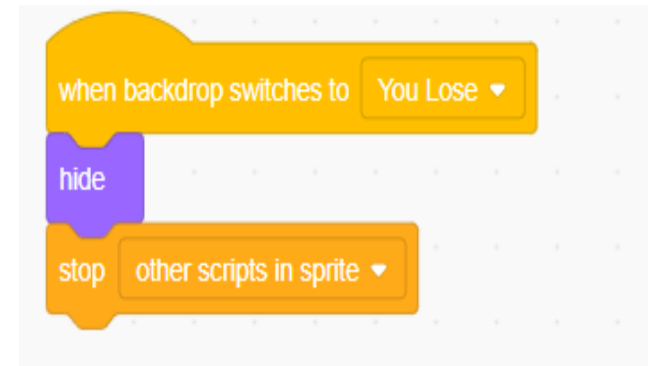 when backdrop switches to You Lose
hide
stop other scripts in sprite